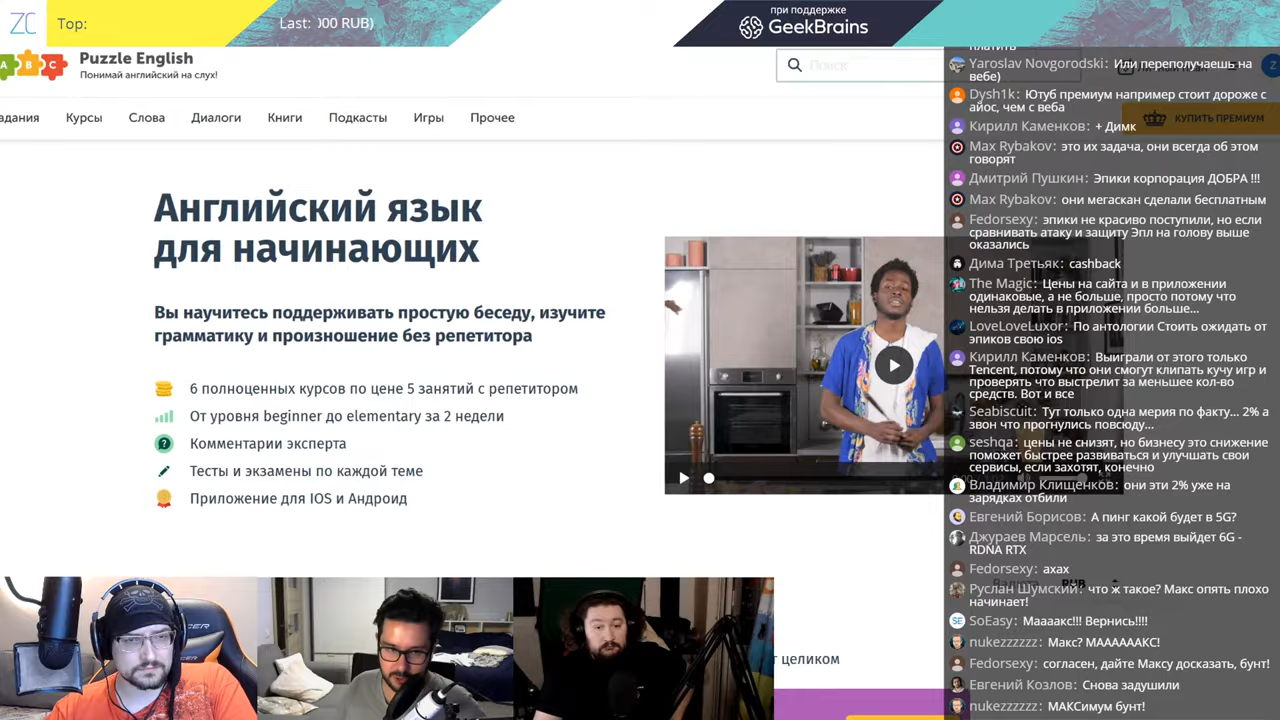 ZC
Top:
Last: 000 RUB)
при поддержке
GeekBrains
ABC
Puzzle English
Понимай английский на слух!
Поиск
Курсы
Слова
Диалоги
Книги
Подкасты
Игры
Прочее
КУПИТЬ ПРЕМИУМ
Английский язык
для начинающих
Вы научитесь поддерживать простую беседу, изучите
грамматику и произношение без репетитора
6 полноценных курсов по цене 5 занятий с репетитором
От уровня beginner до elementary за 2 недели
Комментарии эксперта
Тесты и экзамены по каждой теме
Приложение для IOS и Андроид
целиком
RUB
платить
Yaroslav Novgorodski: Или переполучаешь на
вебе)
Dysh1k: Ютуб премиум например стоит дороже с
айос, чем с веба
Кирилл Каменков: + Димк
Max Rybakov: это их задача, они всегда об этом
говорят
Дмитрий Пушкин: Эпики корпорация ДОБРА !!!
Max Rybakov: они мегаскан сделали бесплатным
Fedorsexy: эпики не красиво поступили, но если
сравнивать атаку и защиту Эпл на голову выше
оказались
Дима Третьяк: cashback
The Magic: Цены на сайта и в приложении
одинаковые, а не больше, просто потому что
нельзя делать в приложении больше...
LoveLoveLuxor: По антологии Стоить ожидать от
эпиков свою ios
Кирилл Каменков: Выиграли от этого только
Tencent, потому что они смогут клипать кучу игр и
проверять что выстрелит за меньшее кол-во
средств. Вот и все
Seabiscuit: Тут только одна мерия по факту... 2% а
звон что прогнулись повсюду...
seshqa: цены не снизят, но бизнесу это снижение
поможет быстрее развиваться и улучшать свои
сервисы, если захотят, конечно
Владимир Клищенков: они эти 2% уже на
зарядках отбили
Евгений Борисов: А пинг какой будет в 5G?
Джураев Марсель: за это время выйдет 6G -
RDNA RTX
Fedorsexy: ахах
Руслан Шумский: что ж такое? Макс опять плохо
начинает!
SoEasy: Маааакс!!! Вернись!!!!
nukezzzzzz: Макс? МАААААAКС!
Fedorsexy: согласен, дайте Максу досказать, бунт!
Евгений Козлов: Снова задушили
nukezzzzzz: МАКСимум бунт!